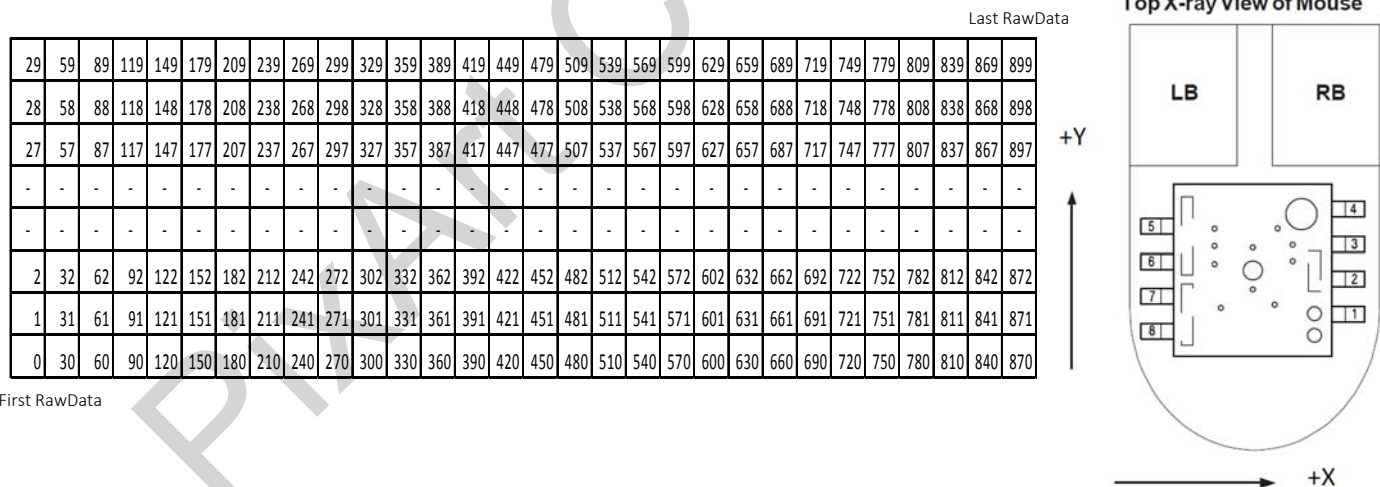 Top X-ray View of Mouse
Last RawData
29 59 89 119 149 179 209 239 269 299 329 359 389 419 449 479 509 539 569 599 629 659 689 719 749 779 809 839 869 899
28 58 88 118 148 178 208 238 268 298 328 358 388 418 448 478 508 538 568 598 628 658 688 718 748 778 808 838 868 898
27 57 87 117 147 177 207 237 267 297 327 357 387 417 447 477 507 537 567 597 627 657 687 717 747 777 807 837 867 897
- - - - - - - - - - - - - - - - - - - - - - - - - - - - - -
- - - - - - - - - - - - - - - - - - - - - - - - - - - - - -
2 32 62 92 122 152 182 212 242 272 302 332 362 392 422 452 482 512 542 572 602 632 662 692 722 752 782 812 842 872
1 31 61 91 121 151 181 211 241 271 301 331 361 391 421 451 481 511 541 571 601 631 661 691 721 751 781 811 841 871
0 30 60 90 120 150 180 210 240 270 300 330 360 390 420 450 480 510 540 570 600 630 660 690 720 750 780 810 840 870
First RawData
LB RB
+Y
5 4
6 3
7 2
8 1
+X
PixArt C